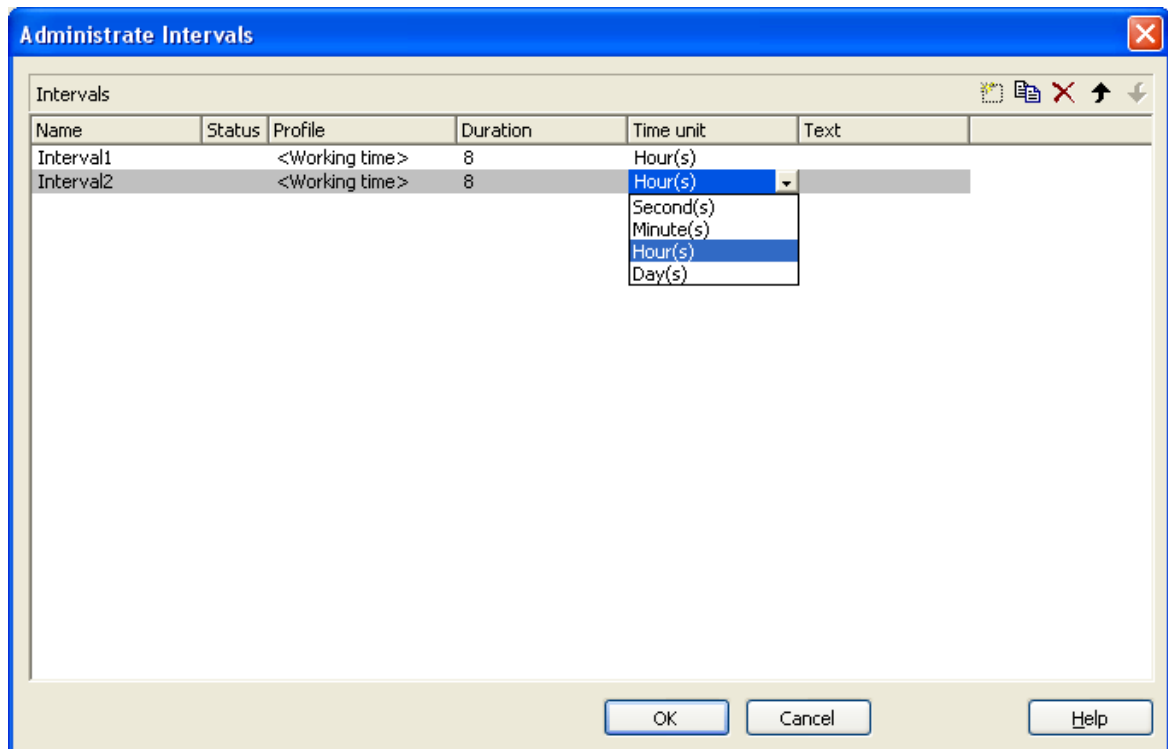 Administrate Intervals
Intervals
Name Status Profile Duration Time unit Text
Interval1 <Working time> 8 Hour(s)
Interval2 <Working time> 8 Hour(s)
Second(s)
Minute(s)
Hour(s)
Day(s)
OK Cancel Help